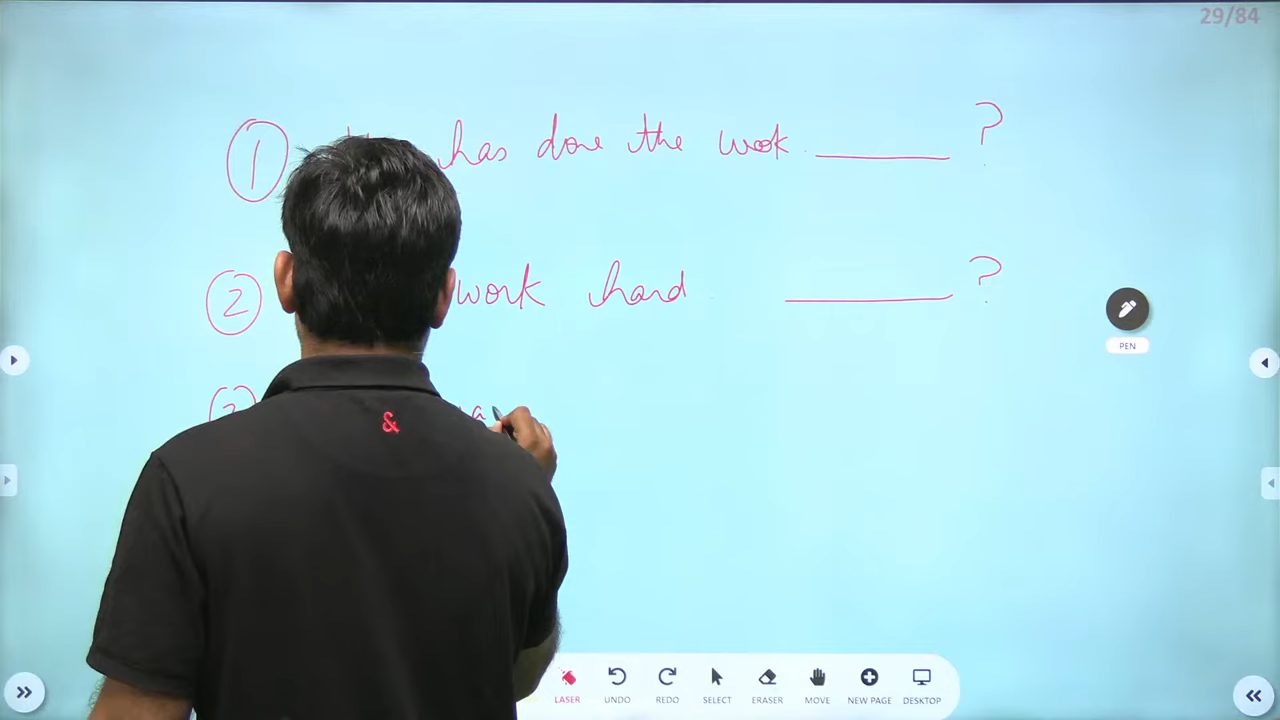 29/84
1 has done the work ______ ?
2 work hard ______ ?
&
PEN
LASER UNDO REDO SELECT ERASER MOVE NEW PAGE DESKTOP